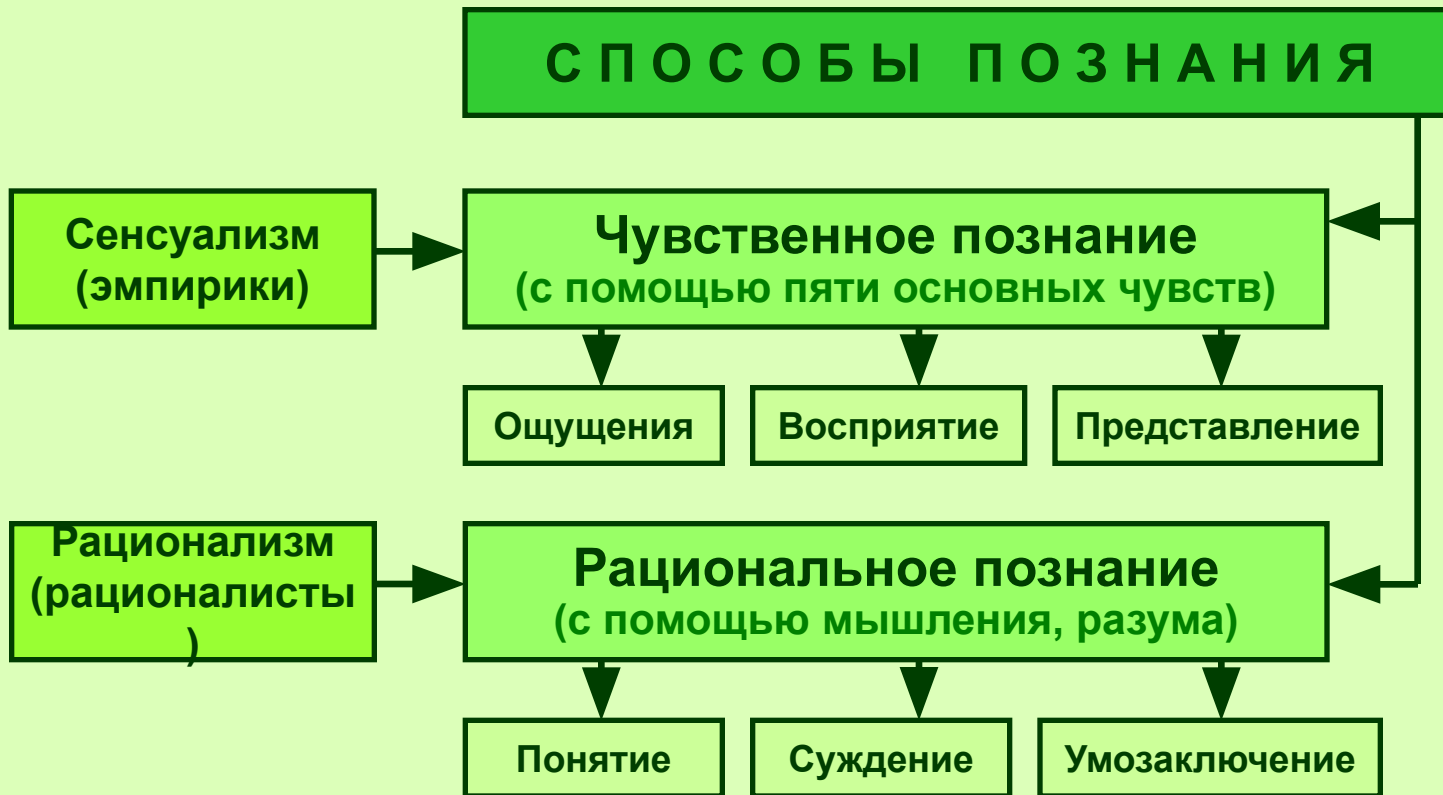 СПОСОБЫ ПОЗНАНИЯ
Сенсуализм
(эмпирики)
Чувственное познание
(с помощью пяти основных чувств)
Ощущения
Восприятие
Представление
Рационализм
(рационалисты
)
Рациональное познание
(с помощью мышления, разума)
Понятие
Суждение
Умозаключение